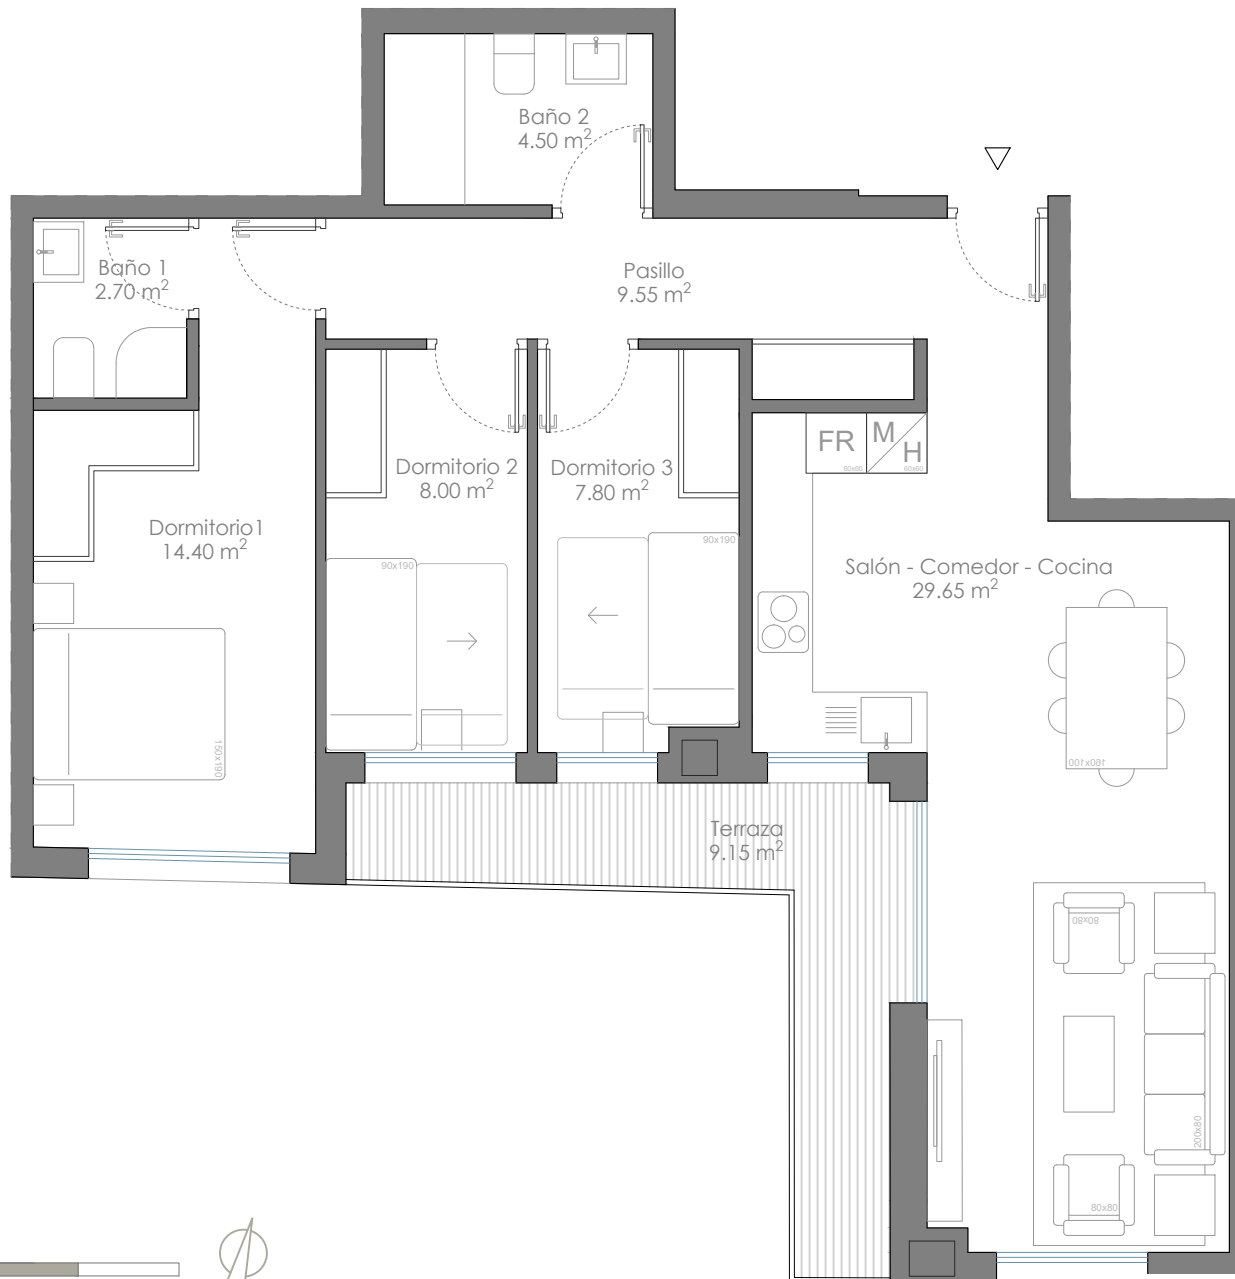 Baño 2
4.50 m²
Baño 1
2.70 m²
Pasillo
9.55 m²
FR
60x60
M
H
60x60
Dormitorio 2
8.00 m²
Dormitorio 3
7.80 m²
Dormitorio1
14.40 m²
90x190
90x190
Salón - Comedor - Cocina
29.65 m²
150x190
160x100
Terraza
9.15 m²
80x80
200x80
80x80